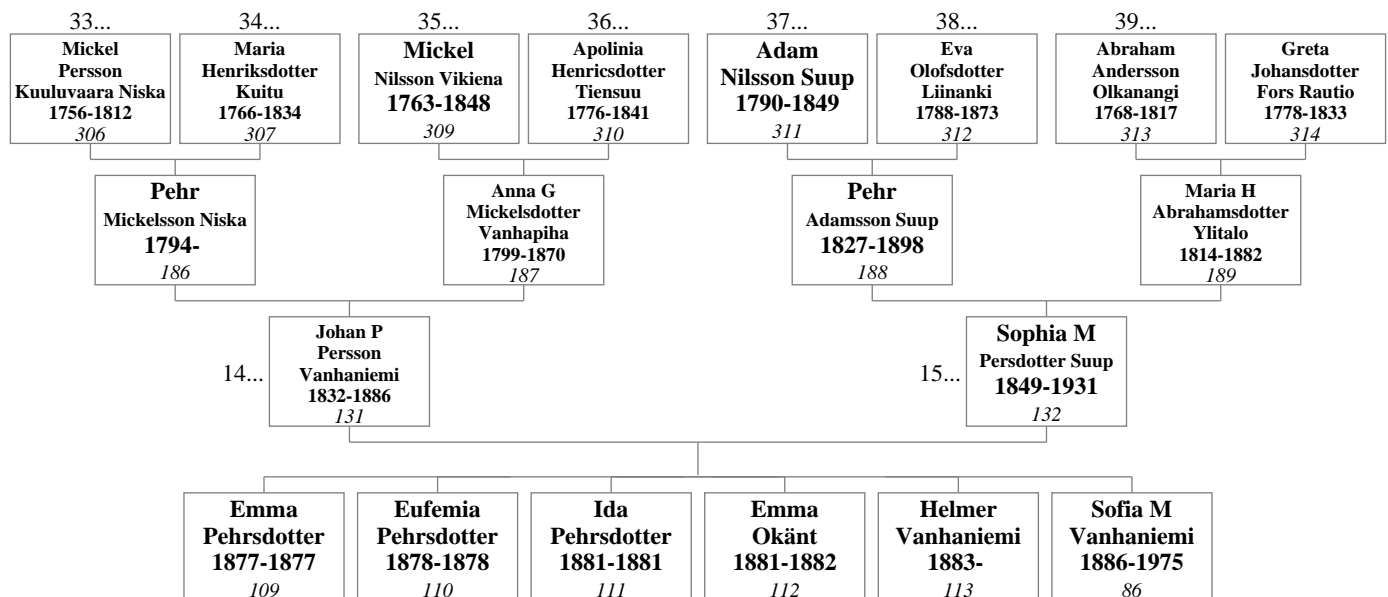 33...
34...
35...
36...
37...
38...
39...
Mickel
Persson
Kuuluvaara Niska
1756-1812
306
Maria
Henriksdotter
Kuitu
1766-1834
307
Mickel
Nilsson Vikiena
1763-1848
309
Apolinia
Henricsdotter
Tiensuu
1776-1841
310
Adam
Nilsson Suup
1790-1849
311
Eva
Olofsdotter
Liinanki
1788-1873
312
Abraham
Andersson
Olkanangi
1768-1817
313
Greta
Johansdotter
Fors Rautio
1778-1833
314
Pehr
Mickelsson Niska
1794-
186
Anna G
Mickelsdotter
Vanhapiha
1799-1870
187
Pehr
Adamsson Suup
1827-1898
188
Maria H
Abrahamsdotter
Ylitalo
1814-1882
189
14...
Johan P
Persson
Vanhaniemi
1832-1886
131
15...
Sophia M
Persdotter Suup
1849-1931
132
Emma
Pehrsdotter
1877-1877
109
Eufemia
Pehrsdotter
1878-1878
110
Ida
Pehrsdotter
1881-1881
111
Emma
Okänt
1881-1882
112
Helmer
Vanhaniemi
1883-
113
Sofia M
Vanhaniemi
1886-1975
86